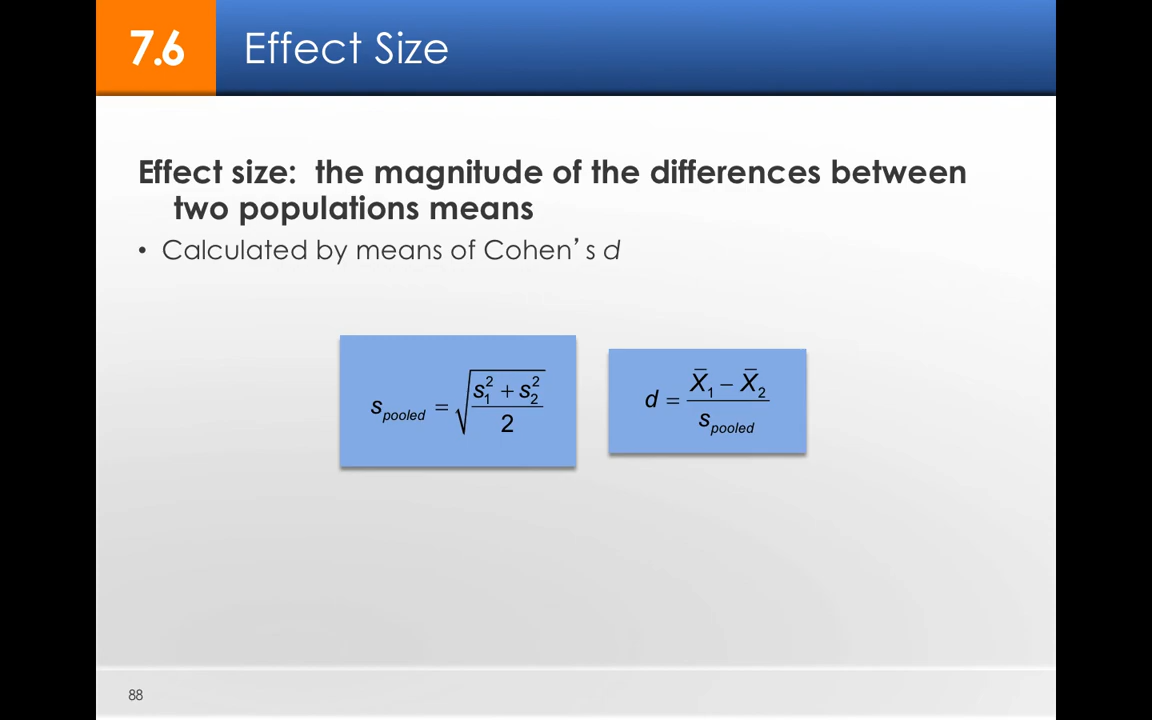 7.6 Effect Size
Effect size: the magnitude of the differences between
two populations means
• Calculated by means of Cohen's d
s_pooled = √((s₁² + s₂²)/2)
d = (X̄₁ − X̄₂)/s_pooled
88